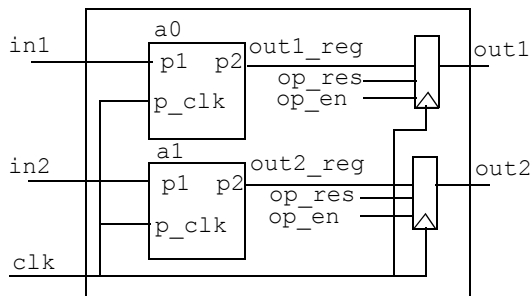 in1
a0
p1 p2
p_clk
out1_reg
op_res
op_en
out1
in2
a1
p1 p2
p_clk
out2_reg
op_res
op_en
out2
clk